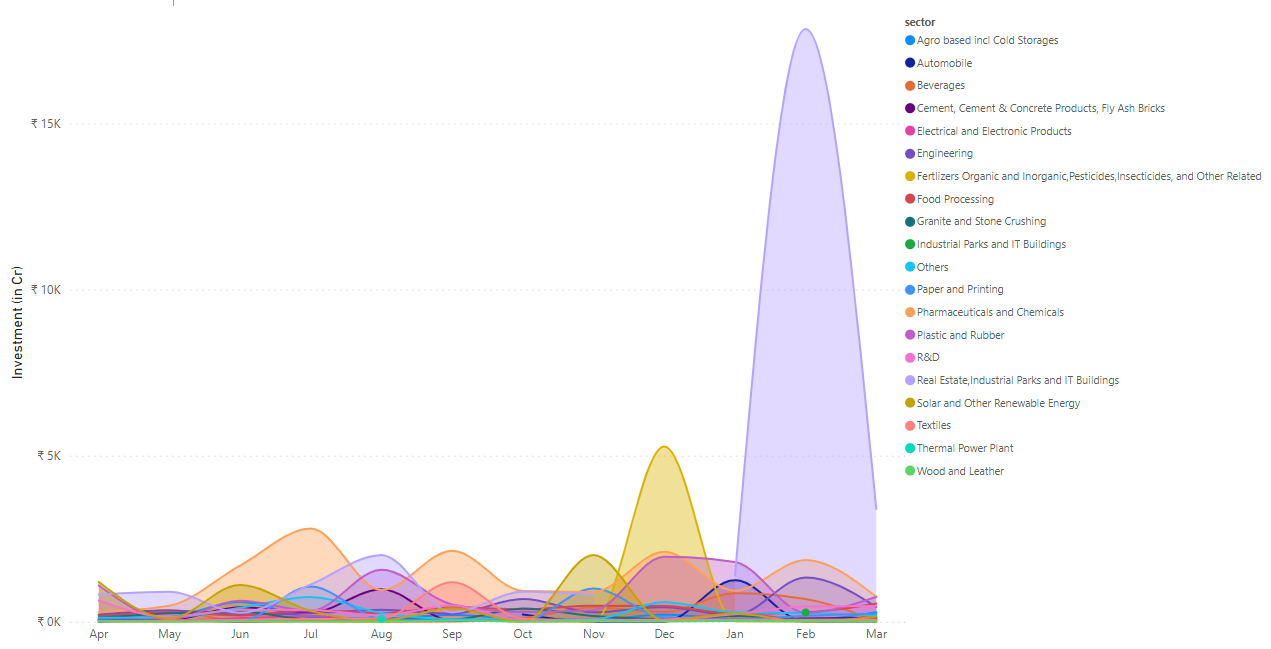 sector
Agro based incl Cold Storages
Automobile
Beverages
Cement, Cement & Concrete Products, Fly Ash Bricks
Electrical and Electronic Products
Engineering
Fertlizers Organic and Inorganic,Pesticides,Insecticides, and Other Related
Food Processing
Granite and Stone Crushing
Industrial Parks and IT Buildings
Others
Paper and Printing
Pharmaceuticals and Chemicals
Plastic and Rubber
R&D
Real Estate,Industrial Parks and IT Buildings
Solar and Other Renewable Energy
Textiles
Thermal Power Plant
Wood and Leather
Investment (in Cr)
₹ 15K
₹ 10K
₹ 5K
₹ 0K
Apr May Jun Jul Aug Sep Oct Nov Dec Jan Feb Mar